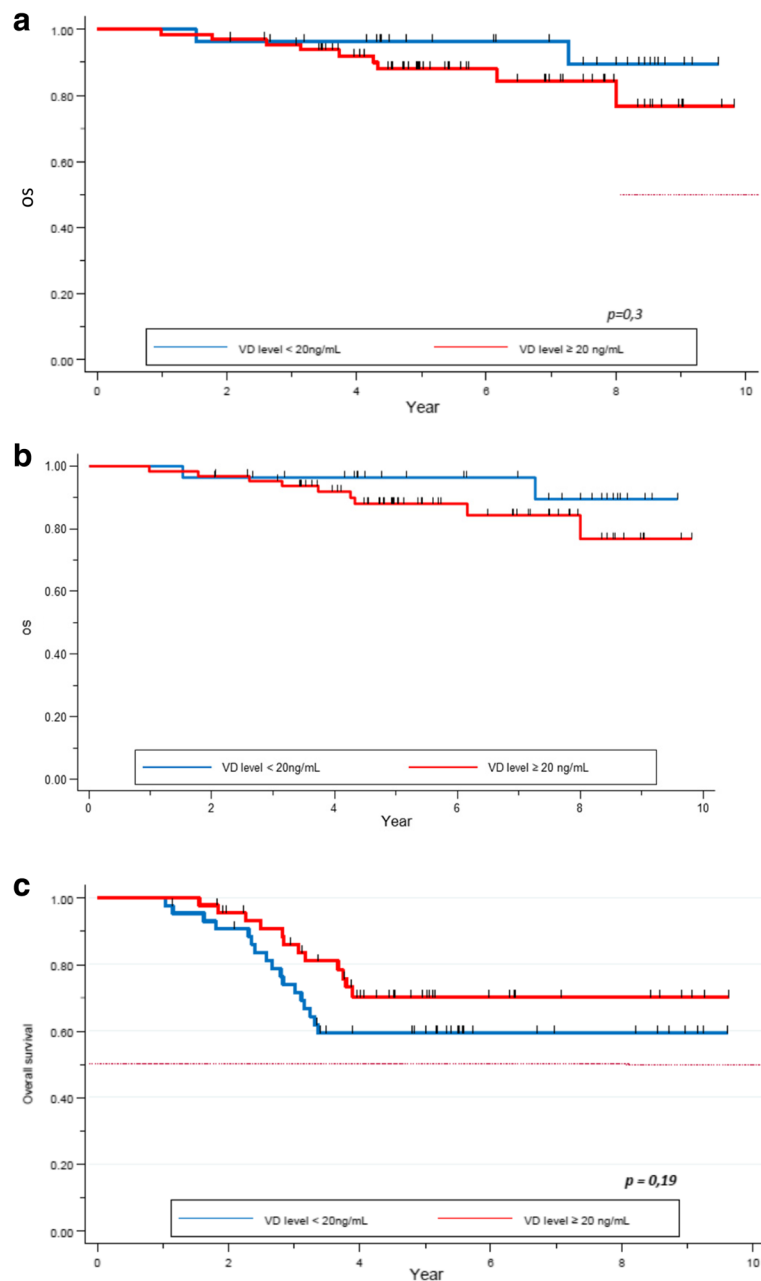 a
1.00
0.80
0.60
0.40
0.20
0.00
OS
p=0,3
VD level < 20ng/mL VD level ≥ 20 ng/mL
0 2 4 6 8 10
Year
b
1.00
0.80
0.60
0.40
0.20
0.00
os
VD level < 20ng/mL VD level ≥ 20 ng/mL
0 2 4 6 8 10
Year
c
1.00
0.80
0.60
0.40
0.20
0.00
Overall survival
p = 0,19
VD level < 20ng/mL VD level ≥ 20 ng/mL
0 2 4 6 8 10
Year